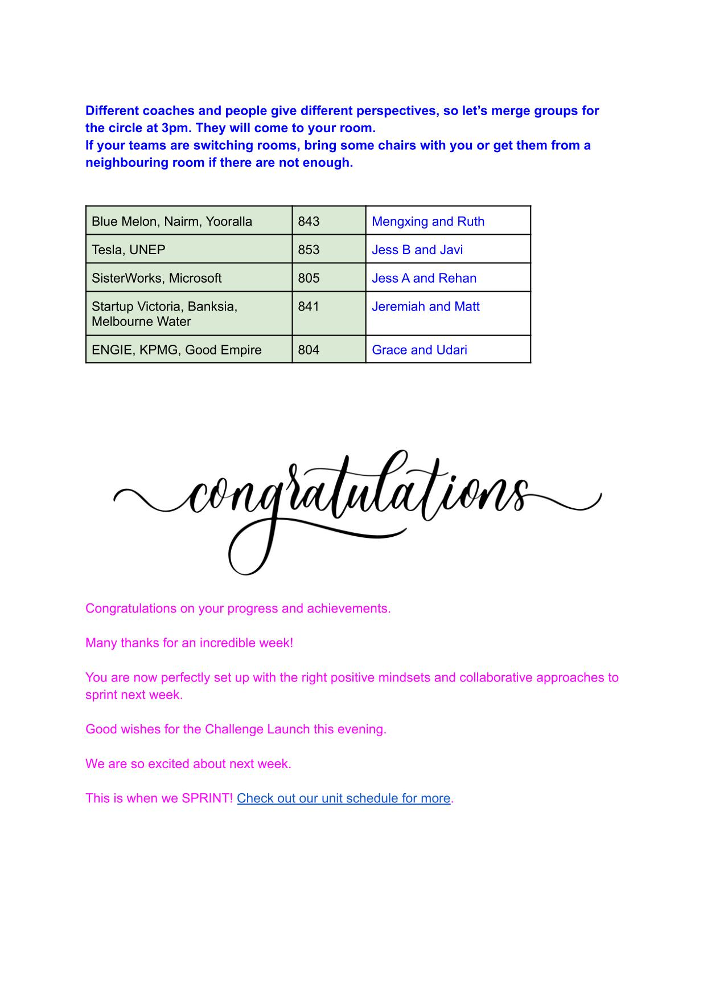 Different coaches and people give different perspectives, so let’s merge groups for
the circle at 3pm. They will come to your room.
If your teams are switching rooms, bring some chairs with you or get them from a
neighbouring room if there are not enough.
Blue Melon, Nairm, Yooralla 843 Mengxing and Ruth
Tesla, UNEP 853 Jess B and Javi
SisterWorks, Microsoft 805 Jess A and Rehan
Startup Victoria, Banksia, 841 Jeremiah and Matt
Melbourne Water
ENGIE, KPMG, Good Empire 804 Grace and Udari
congratulations
Congratulations on your progress and achievements.
Many thanks for an incredible week!
You are now perfectly set up with the right positive mindsets and collaborative approaches to
sprint next week.
Good wishes for the Challenge Launch this evening.
We are so excited about next week.
This is when we SPRINT! Check out our unit schedule for more.